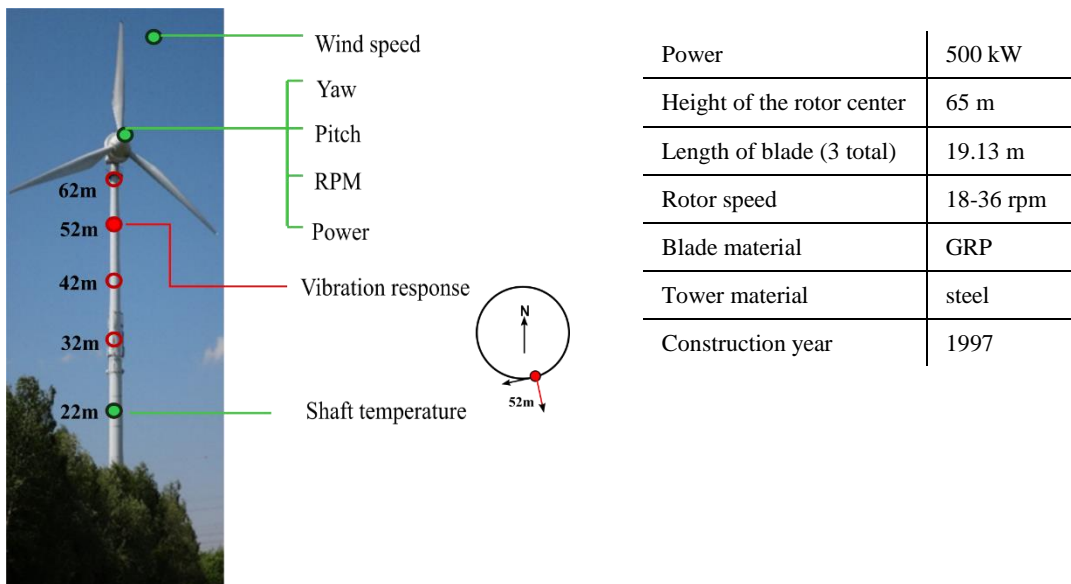 Wind speed
Yaw
Pitch
RPM
Power
62m
52m
42m
32m
22m
Vibration response
Shaft temperature
N
52m
Power 500 kW
Height of the rotor center 65 m
Length of blade (3 total) 19.13 m
Rotor speed 18-36 rpm
Blade material GRP
Tower material steel
Construction year 1997